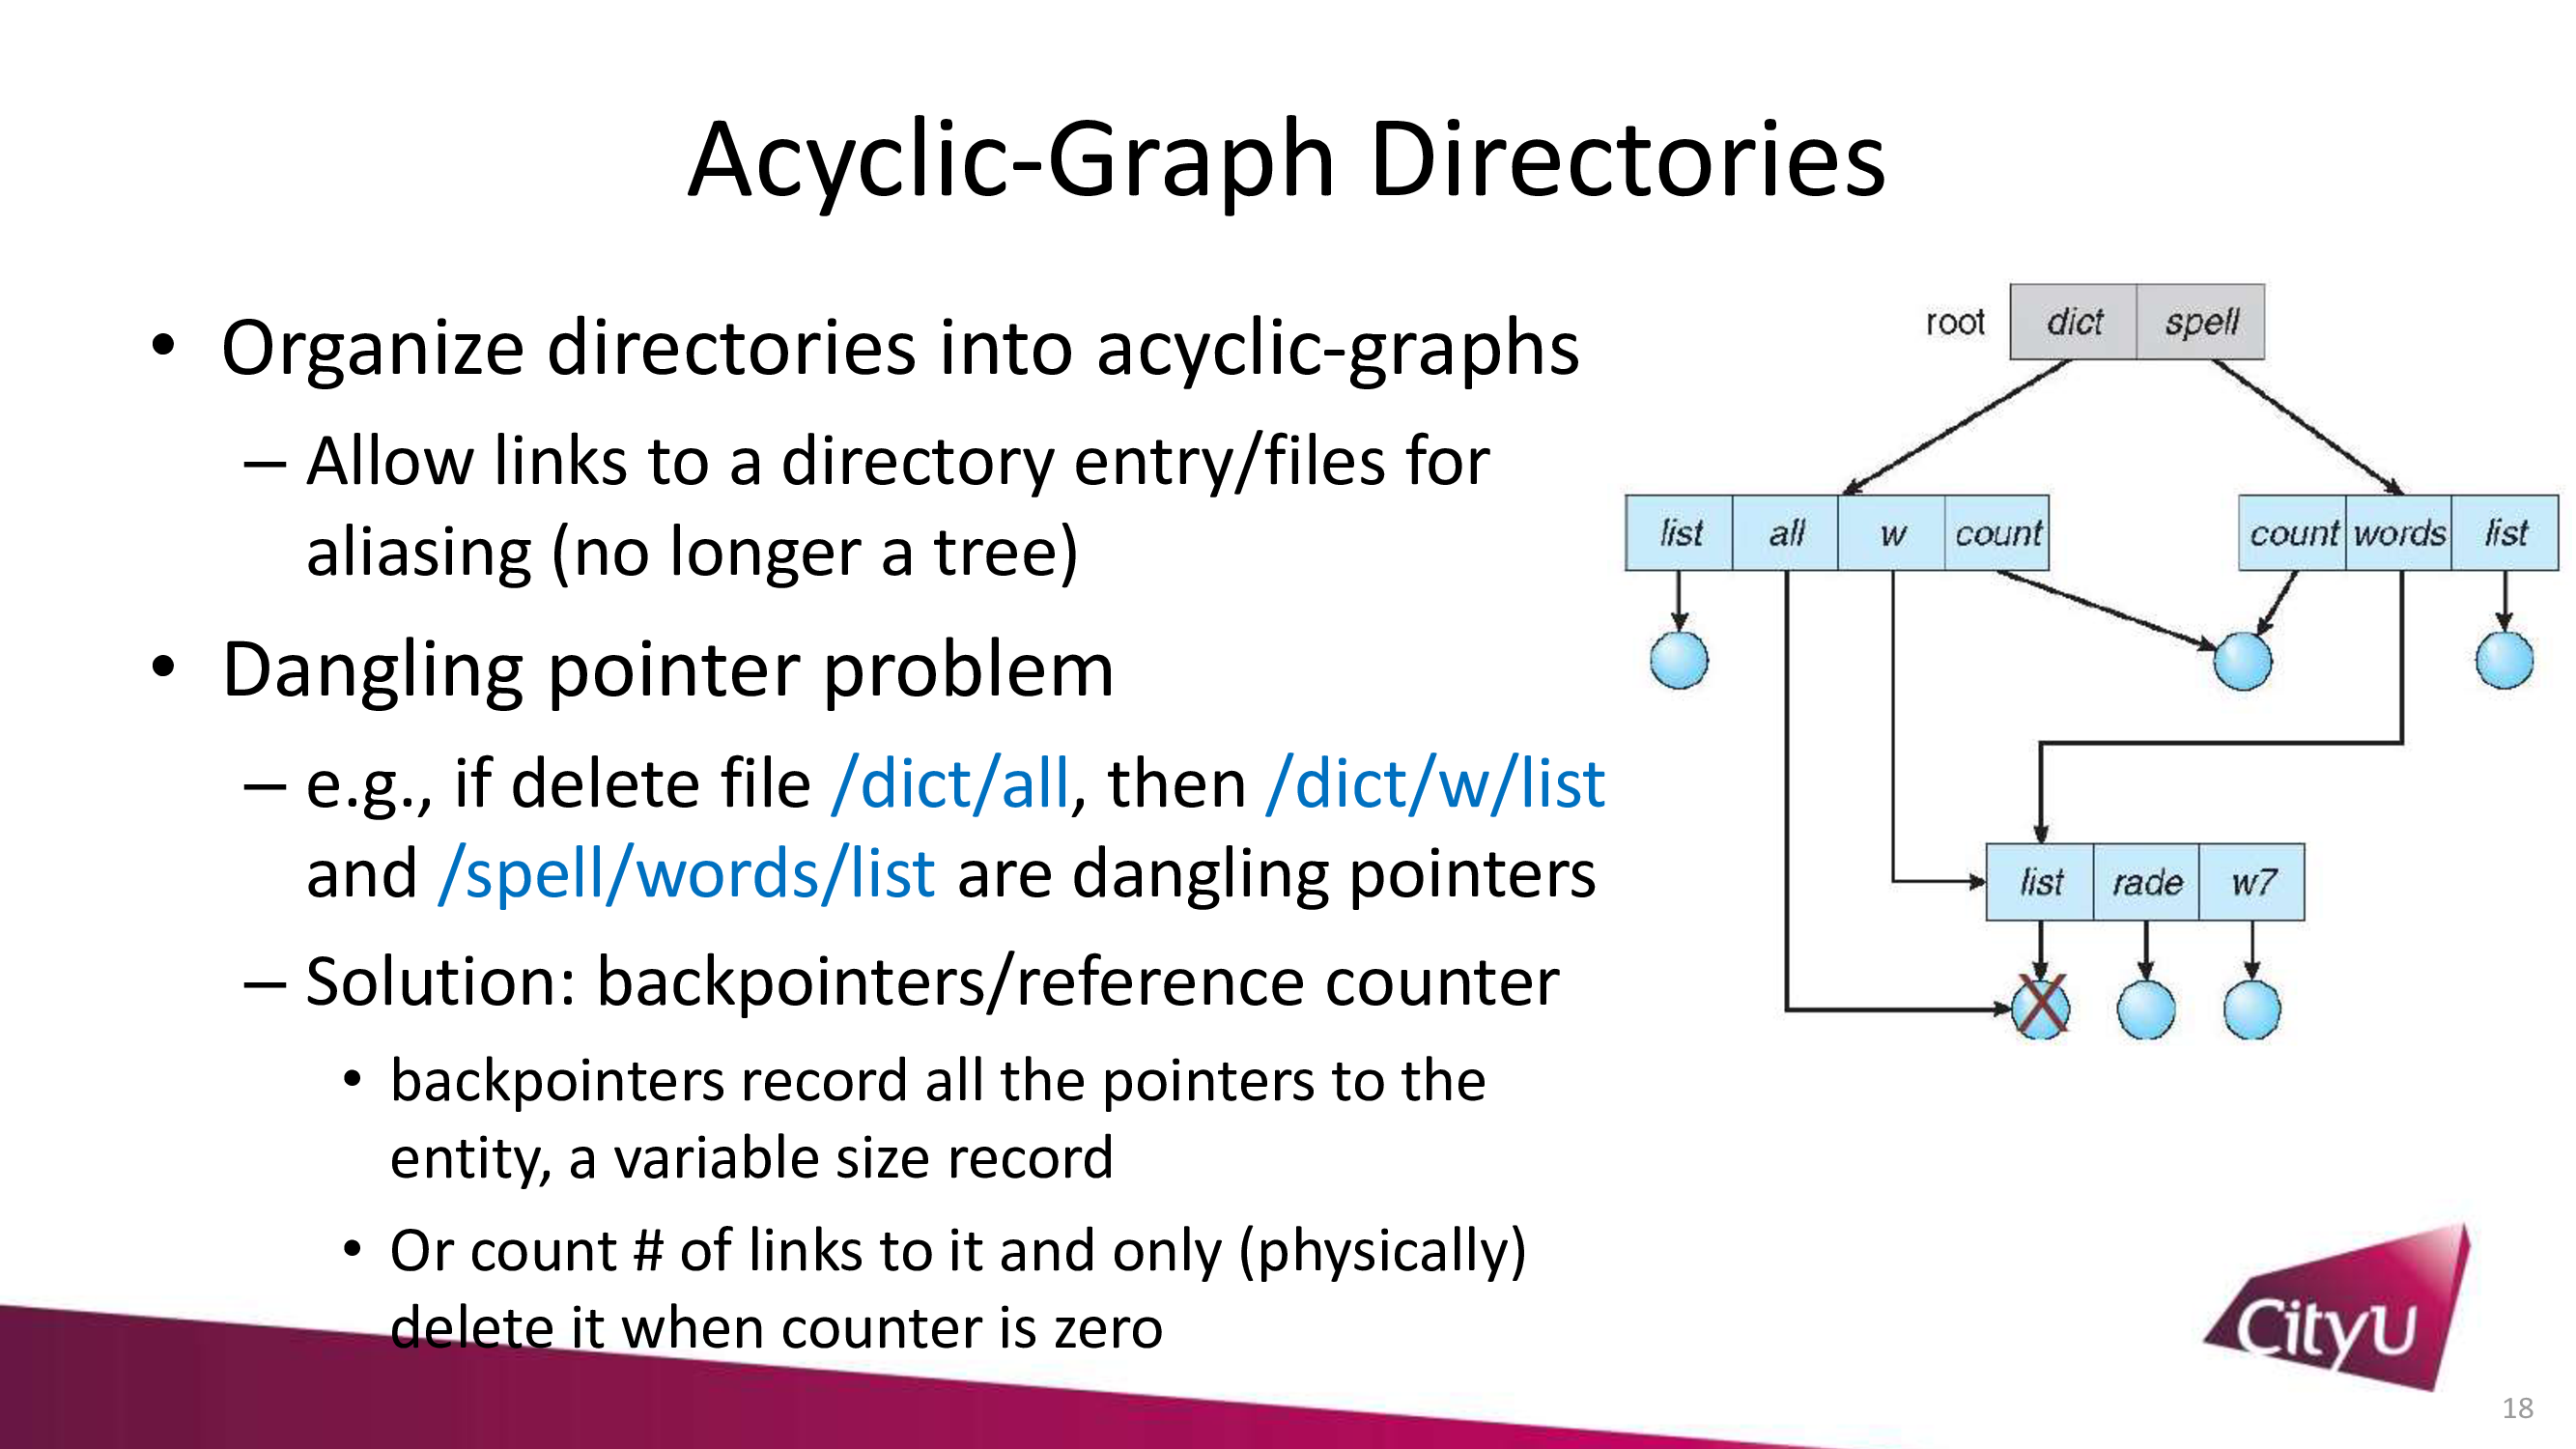 Acyclic-Graph Directories
• Organize directories into acyclic-graphs
– Allow links to a directory entry/files for
aliasing (no longer a tree)
• Dangling pointer problem
– e.g., if delete file /dict/all, then /dict/w/list
and /spell/words/list are dangling pointers
– Solution: backpointers/reference counter
• backpointers record all the pointers to the
entity, a variable size record
• Or count # of links to it and only (physically)
delete it when counter is zero
root dict spell
list all w count
count words list
list rade w7
X
CityU
18